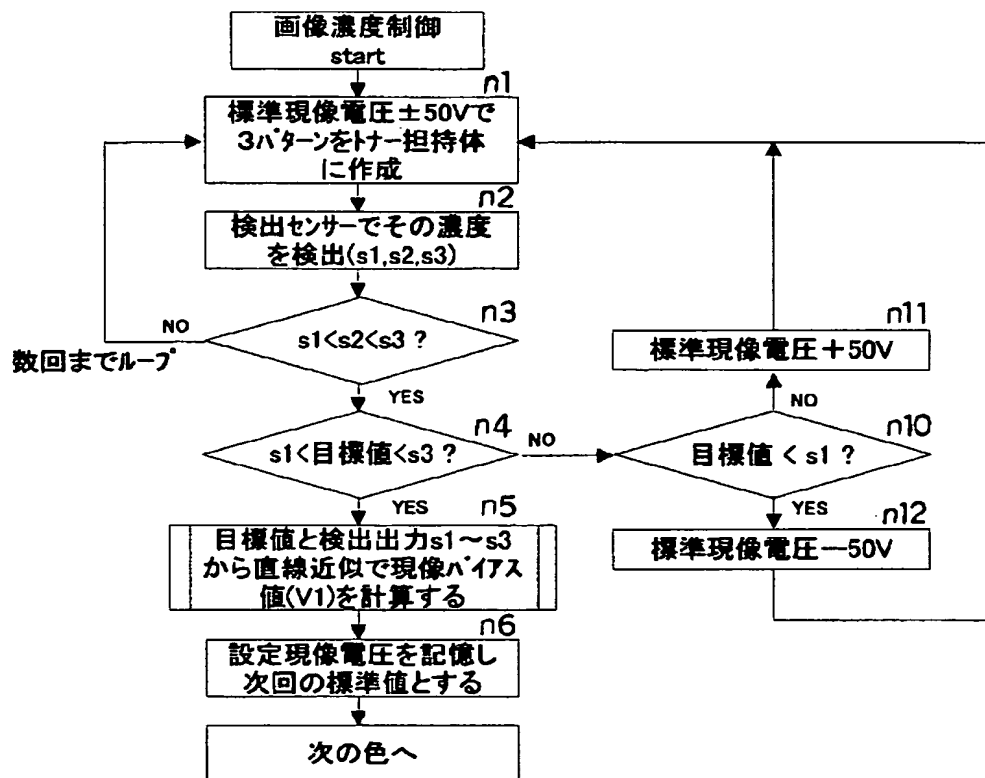 画像濃度制御
start
n1
標準現像電圧±50Vで
3パターンをトナー担持体
に作成
n2
検出センサーでその濃度
を検出(s1,s2,s3)
n3
s1<s2<s3 ?
NO
数回までループ
YES
n4
s1<目標値<s3 ?
NO
YES
n5
目標値と検出出力s1〜s3
から直線近似で現像バイアス
値(V1)を計算する
n6
設定現像電圧を記憶し
次回の標準値とする
次の色へ
n11
標準現像電圧+50V
NO
n10
目標値 < s1 ?
YES
n12
標準現像電圧−50V